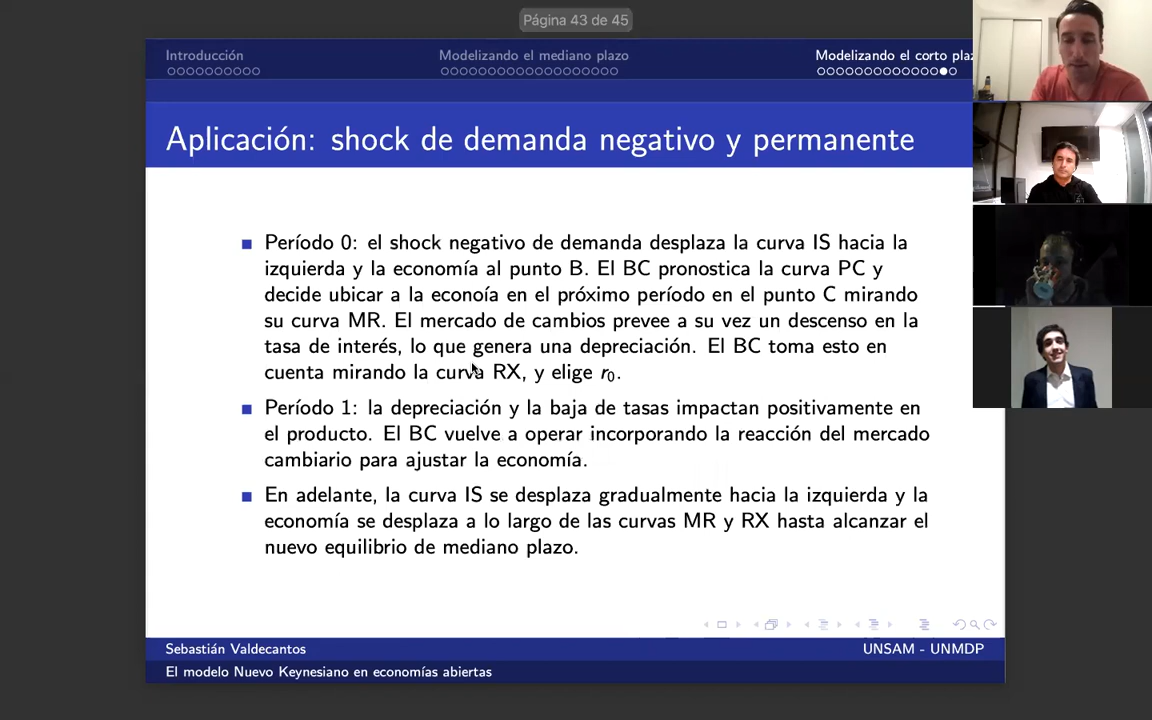 Página 43 de 45
Introducción
Modelizando el mediano plazo
Modelizando el corto plaz
Aplicación: shock de demanda negativo y permanente
Período 0: el shock negativo de demanda desplaza la curva IS hacia la
izquierda y la economía al punto B. El BC pronostica la curva PC y
decide ubicar a la econoía en el próximo período en el punto C mirando
su curva MR. El mercado de cambios prevee a su vez un descenso en la
tasa de interés, lo que genera una depreciación. El BC toma esto en
cuenta mirando la curva RX, y elige r₀.
Período 1: la depreciación y la baja de tasas impactan positivamente en
el producto. El BC vuelve a operar incorporando la reacción del mercado
cambiario para ajustar la economía.
En adelante, la curva IS se desplaza gradualmente hacia la izquierda y la
economía se desplaza a lo largo de las curvas MR y RX hasta alcanzar el
nuevo equilibrio de mediano plazo.
Sebastián Valdecantos
UNSAM - UNMDP
El modelo Nuevo Keynesiano en economías abiertas